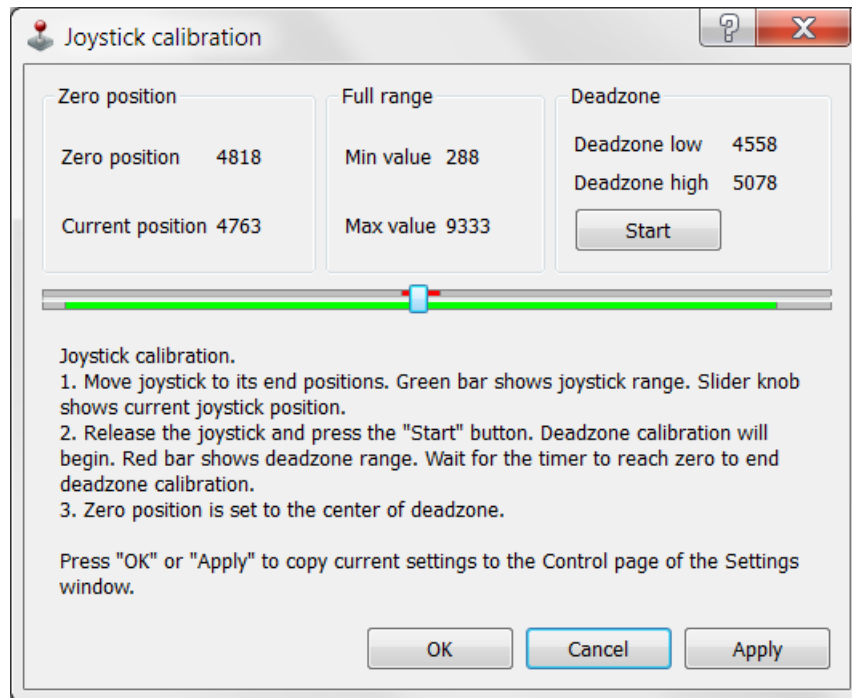 Joystick calibration
Zero position
Zero position 4818
Current position 4763
Full range
Min value 288
Max value 9333
Deadzone
Deadzone low 4558
Deadzone high 5078
Start
Joystick calibration.
1. Move joystick to its end positions. Green bar shows joystick range. Slider knob
shows current joystick position.
2. Release the joystick and press the "Start" button. Deadzone calibration will
begin. Red bar shows deadzone range. Wait for the timer to reach zero to end
deadzone calibration.
3. Zero position is set to the center of deadzone.
Press "OK" or "Apply" to copy current settings to the Control page of the Settings
window.
OK Cancel Apply